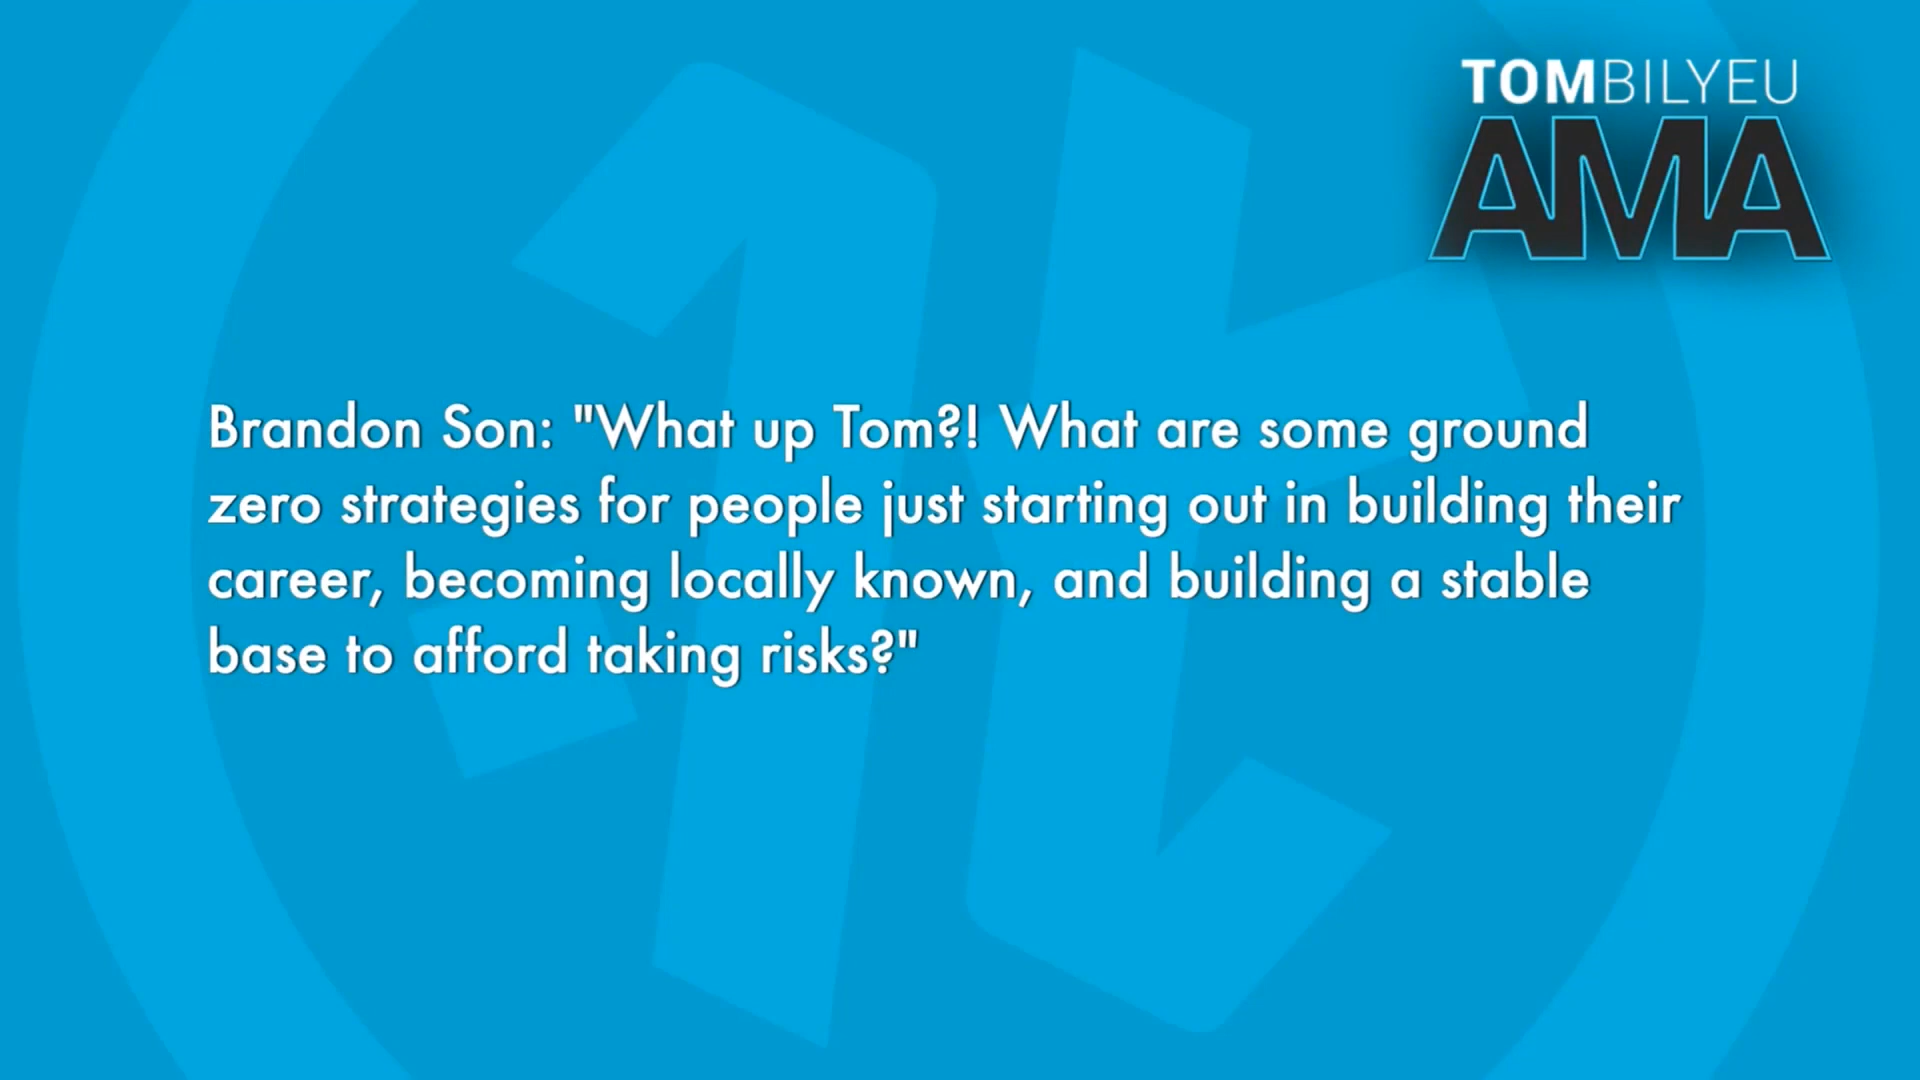 TOMBILYEU
AMA
Brandon Son: "What up Tom?! What are some ground
zero strategies for people just starting out in building their
career, becoming locally known, and building a stable
base to afford taking risks?"